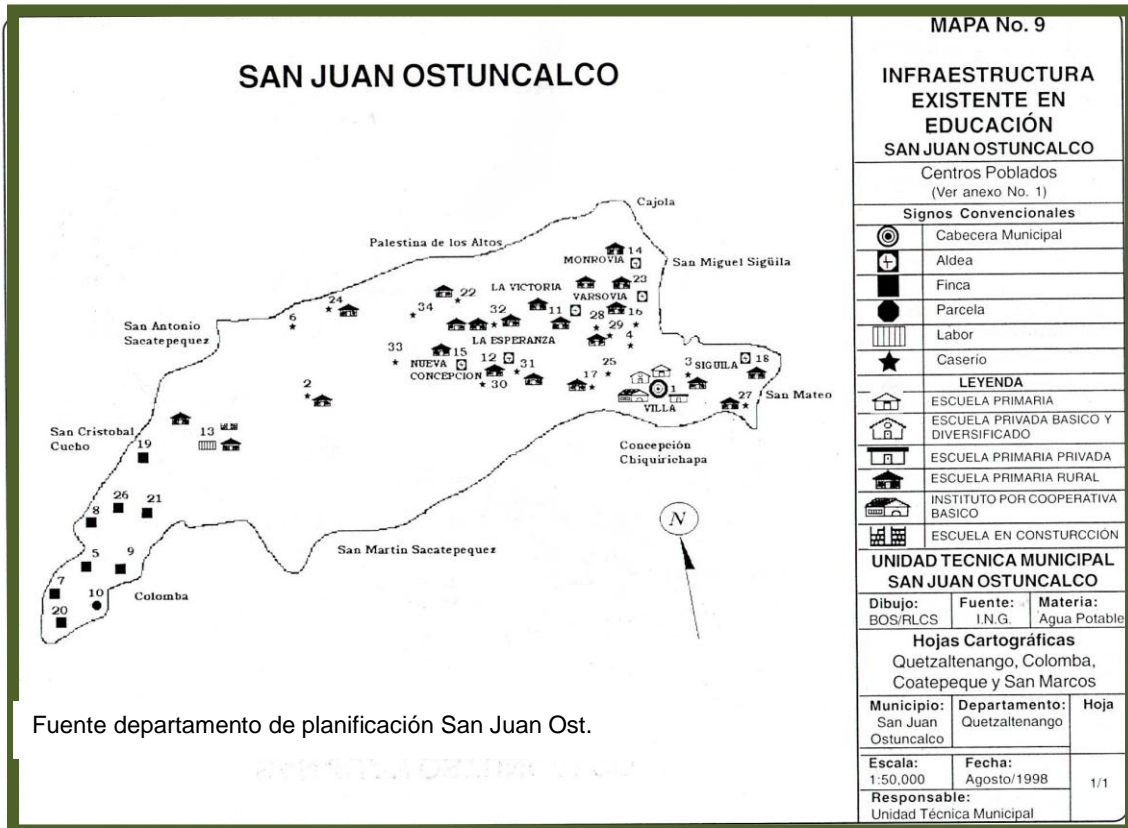 SAN JUAN OSTUNCALCO
Cajola
Palestina de los Altos
14
MONROVIA
San Miguel Sigüila
23
LA VICTORIA
VARSOVIA
22
24
34
32
11
28
16
6
29
San Antonio
Sacatepequez
LA ESPERANZA
4
33
15
NUEVA
CONCEPCION
12
31
30
25
17
3
SIGUILA
18
2
1
VILLA
27
San Mateo
San Cristobal
Cucho
13
19
Concepción
Chiquirichapa
26
21
8
N
San Martin Sacatepequez
5
9
7
10
Colomba
20
Fuente departamento de planificación San Juan Ost.
MAPA No. 9
INFRAESTRUCTURA
EXISTENTE EN
EDUCACIÓN
SAN JUAN OSTUNCALCO
Centros Poblados
(Ver anexo No. 1)
Signos Convencionales
Cabecera Municipal
Aldea
Finca
Parcela
Labor
Caserio
LEYENDA
ESCUELA PRIMARIA
ESCUELA PRIVADA BASICO Y
DIVERSIFICADO
ESCUELA PRIMARIA PRIVADA
ESCUELA PRIMARIA RURAL
INSTITUTO POR COOPERATIVA
BASICO
ESCUELA EN CONSTURCCIÓN
UNIDAD TECNICA MUNICIPAL
SAN JUAN OSTUNCALCO
Dibujo: Fuente: Materia:
BOS/RLCS I.N.G. Agua Potable
Hojas Cartográficas
Quetzaltenango, Colomba,
Coatepeque y San Marcos
Municipio: Departamento: Hoja
San Juan Quetzaltenango
Ostuncalco
Escala: Fecha:
1:50,000 Agosto/1998 1/1
Responsable:
Unidad Técnica Municipal